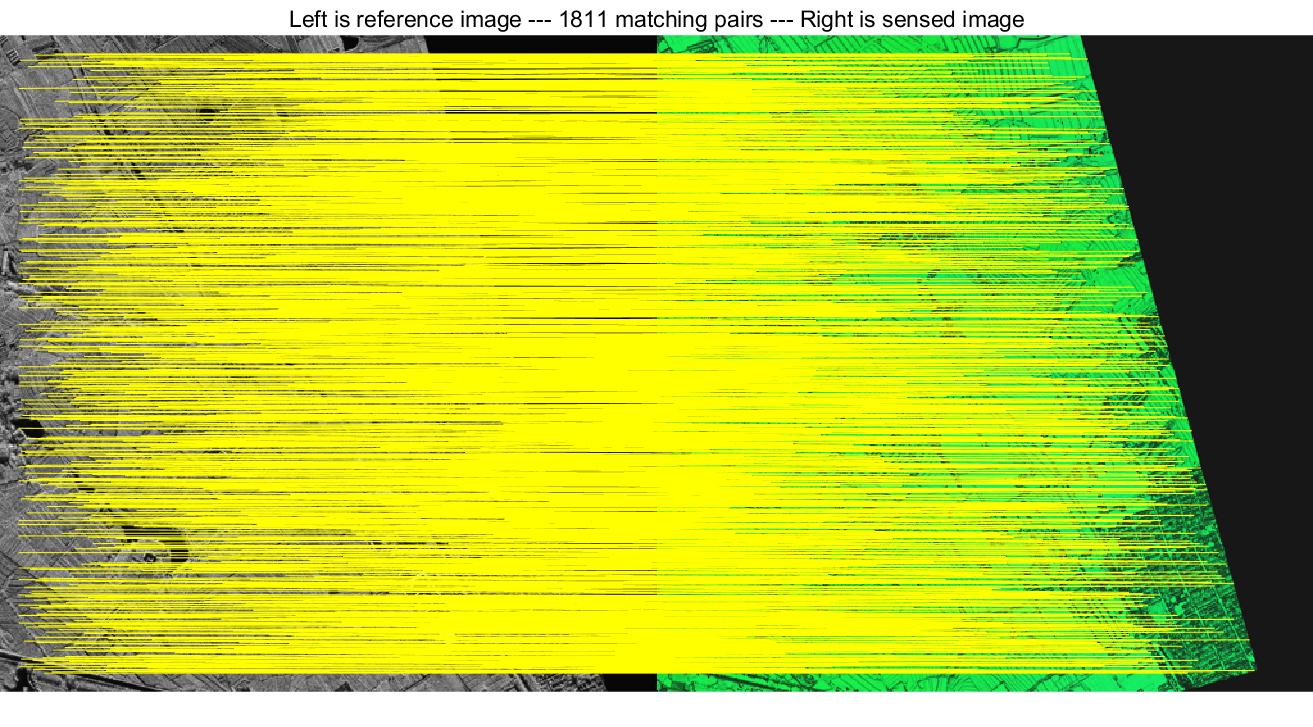 Left is reference image --- 1811 matching pairs --- Right is sensed image